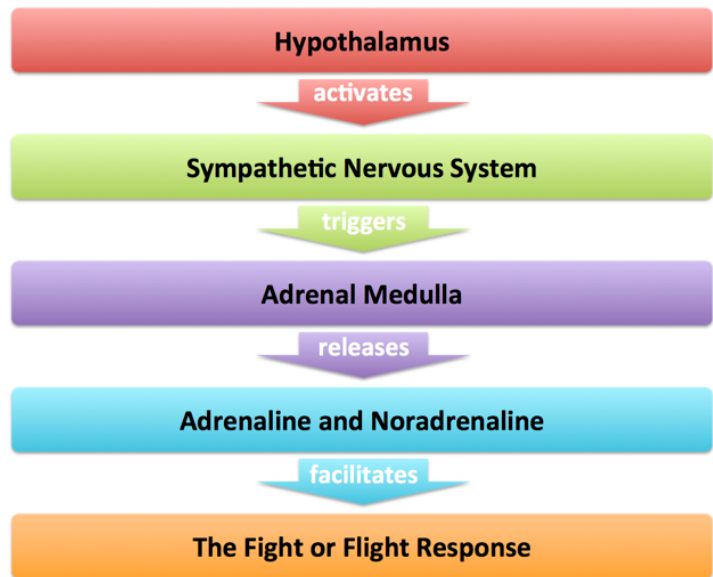 Hypothalamus
activates
Sympathetic Nervous System
triggers
Adrenal Medulla
releases
Adrenaline and Noradrenaline
facilitates
The Fight or Flight Response